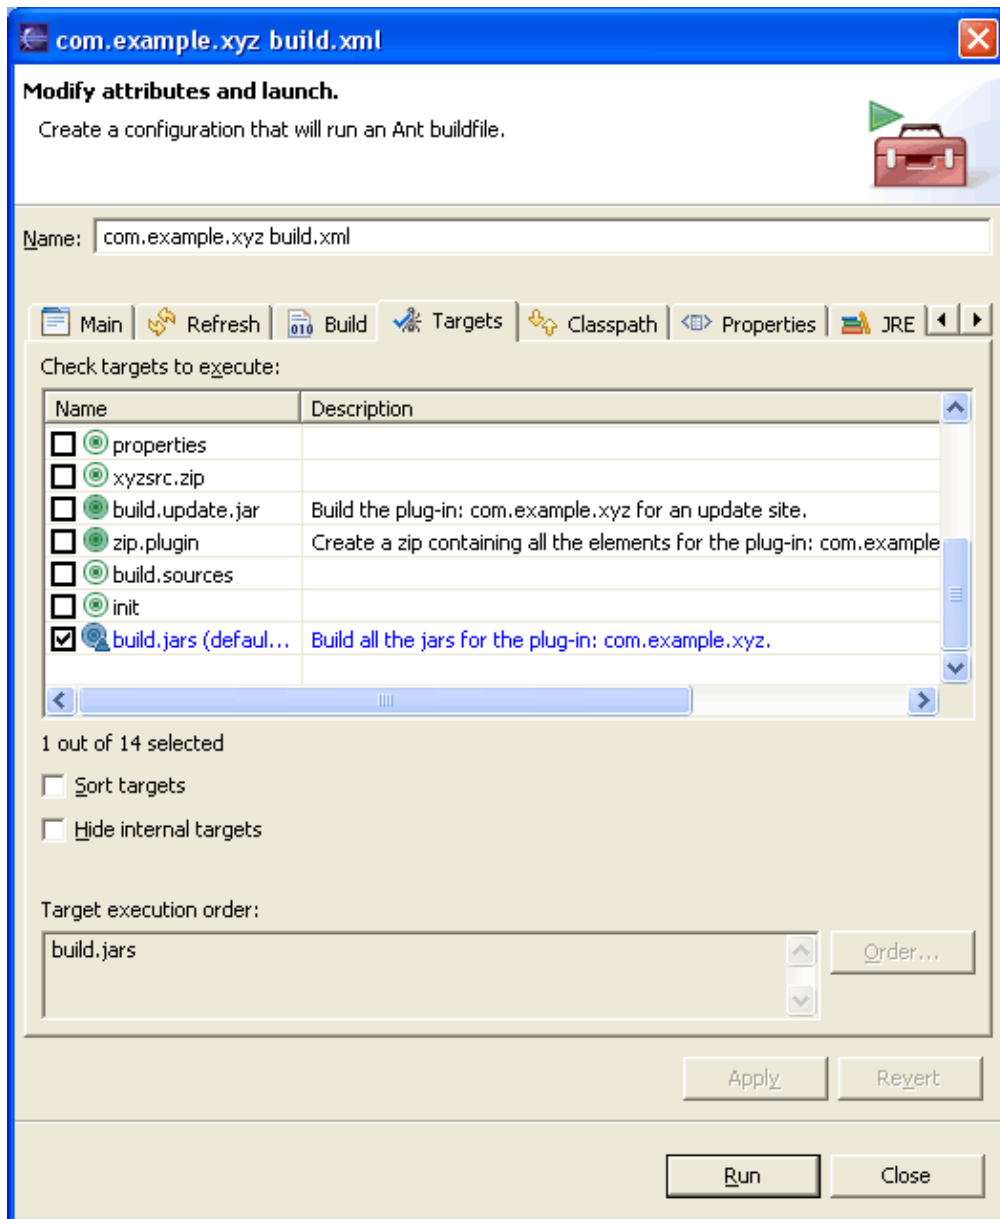 com.example.xyz build.xml
Modify attributes and launch.
Create a configuration that will run an Ant buildfile.
Name: com.example.xyz build.xml
Main Refresh 010 Build Targets Classpath Properties JRE
Check targets to execute:
Name Description
properties
xyzsrc.zip
build.update.jar Build the plug-in: com.example.xyz for an update site.
zip.plugin Create a zip containing all the elements for the plug-in: com.example
build.sources
init
build.jars (defaul... Build all the jars for the plug-in: com.example.xyz.
1 out of 14 selected
Sort targets
Hide internal targets
Target execution order:
build.jars
Order...
Apply Revert
Run Close